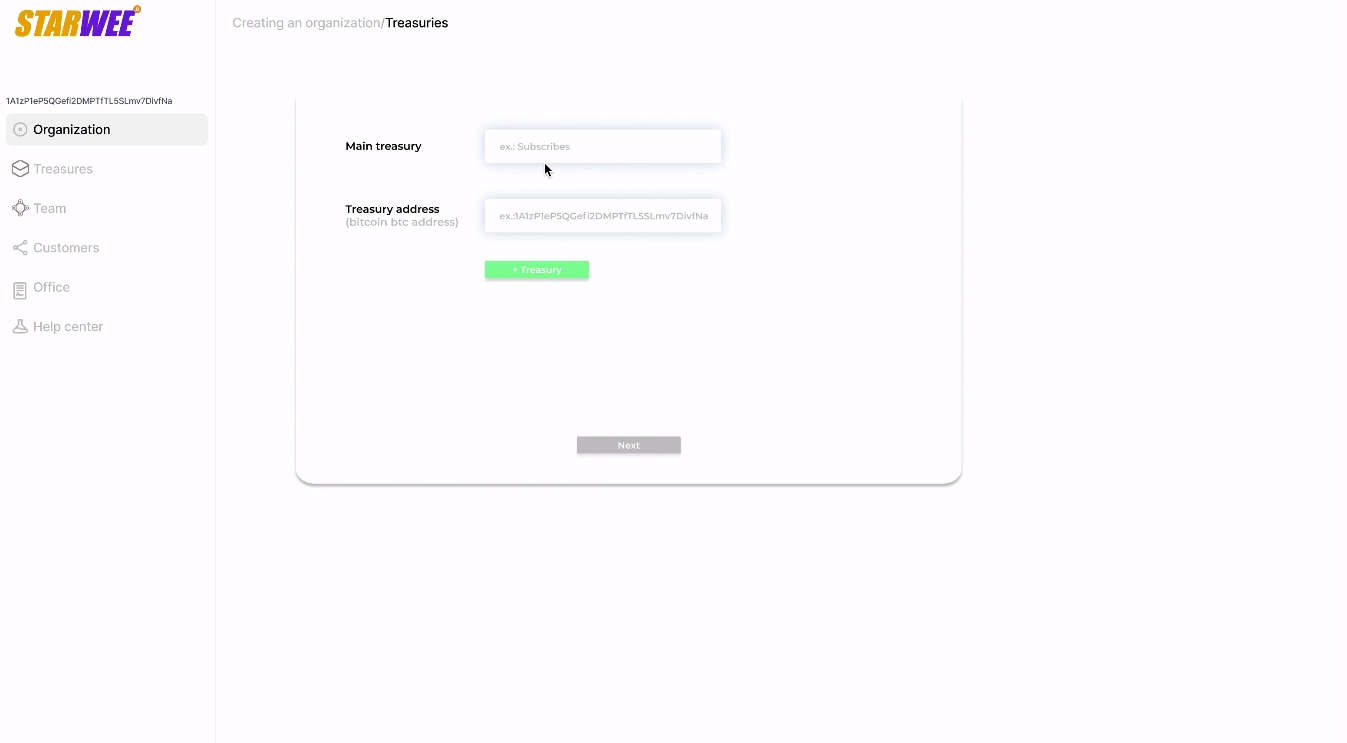 STARWEE
Creating an organization/Treasuries
1A1zP1eP5QGefi2DMPTfTL5SLmv7DivfNa
Organization
Treasures
Team
Customers
Office
Help center
Main treasury
ex.: Subscribes
Treasury address
(bitcoin btc address)
ex.:1A1zP1eP5QGefi2DMPTfTL5SLmv7DivfNa
+ Treasury
Next